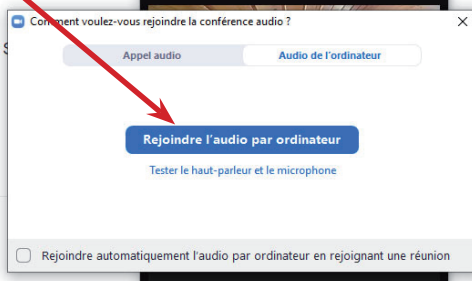 Comment voulez-vous rejoindre la conférence audio ?
Appel audio
Audio de l'ordinateur
Rejoindre l'audio par ordinateur
Tester le haut-parleur et le microphone
Rejoindre automatiquement l'audio par ordinateur en rejoignant une réunion